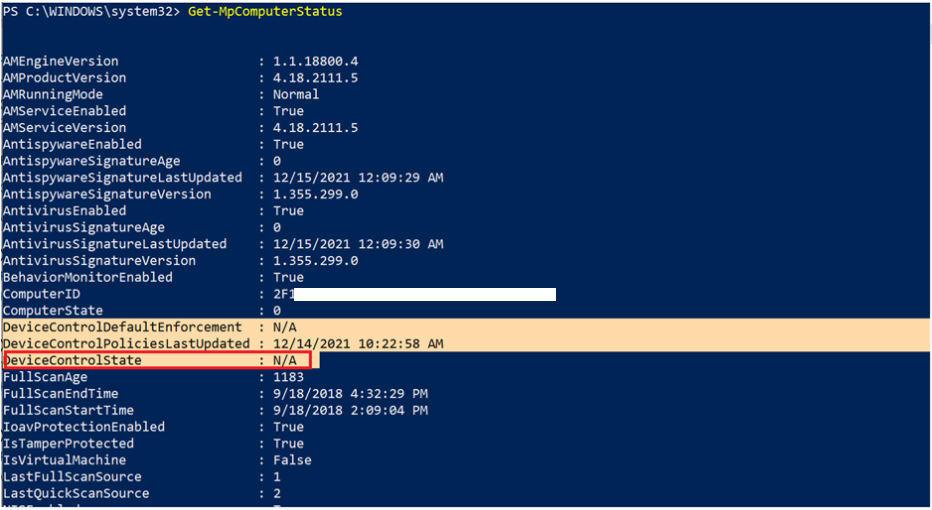 PS C:\WINDOWS\system32> Get-MpComputerStatus
AMEngineVersion : 1.1.18800.4
AMProductVersion : 4.18.2111.5
AMRunningMode : Normal
AMServiceEnabled : True
AMServiceVersion : 4.18.2111.5
AntispywareEnabled : True
AntispywareSignatureAge : 0
AntispywareSignatureLastUpdated : 12/15/2021 12:09:29 AM
AntispywareSignatureVersion : 1.355.299.0
AntivirusEnabled : True
AntivirusSignatureAge : 0
AntivirusSignatureLastUpdated : 12/15/2021 12:09:30 AM
AntivirusSignatureVersion : 1.355.299.0
BehaviorMonitorEnabled : True
ComputerID : 2F1
ComputerState : 0
DeviceControlDefaultEnforcement : N/A
DeviceControlPoliciesLastUpdated : 12/14/2021 10:22:58 AM
DeviceControlState : N/A
FullScanAge : 1183
FullScanEndTime : 9/18/2018 4:32:29 PM
FullScanStartTime : 9/18/2018 2:09:04 PM
IoavProtectionEnabled : True
IsTamperProtected : True
IsVirtualMachine : False
LastFullScanSource : 1
LastQuickScanSource : 2